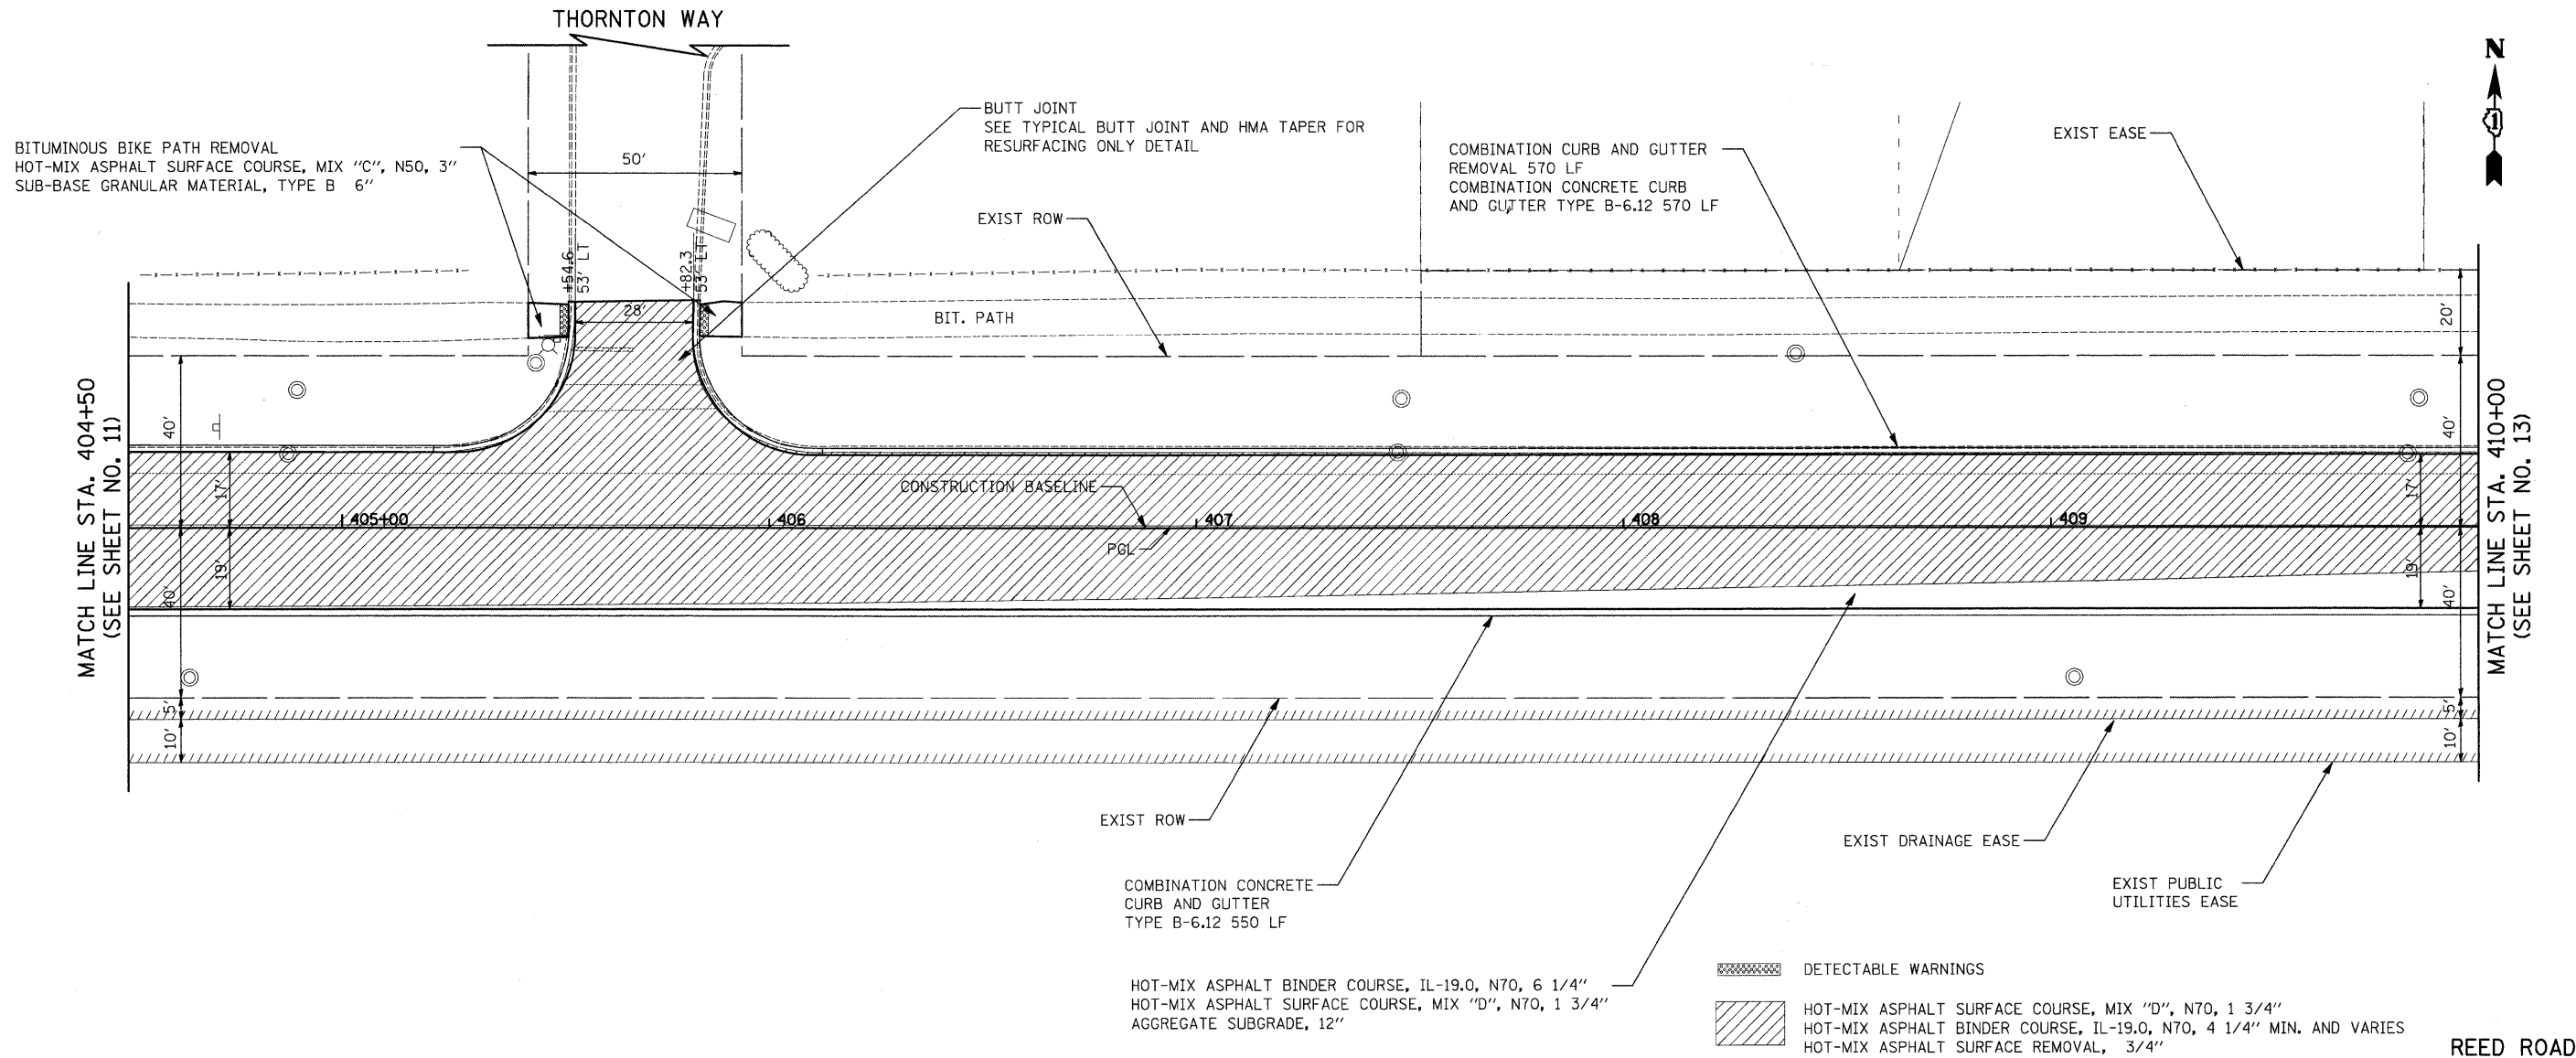 THORNTON WAY
N
1
BITUMINOUS BIKE PATH REMOVAL
HOT-MIX ASPHALT SURFACE COURSE, MIX "C", N50, 3"
SUB-BASE GRANULAR MATERIAL, TYPE B 6"
BUTT JOINT
SEE TYPICAL BUTT JOINT AND HMA TAPER FOR
RESURFACING ONLY DETAIL
50'
COMBINATION CURB AND GUTTER
REMOVAL 570 LF
COMBINATION CONCRETE CURB
AND GUTTER TYPE B-6.12 570 LF
EXIST EASE
EXIST ROW
+54.6
53' LT
+82.3
53' LT
28'
BIT. PATH
20'
MATCH LINE STA. 404+50
(SEE SHEET NO. 11)
40'
17'
19'
40'
5'
10'
CONSTRUCTION BASELINE
405+00
406
407
408
409
PGL
40'
17'
19'
40'
5'
10'
MATCH LINE STA. 410+00
(SEE SHEET NO. 13)
EXIST ROW
EXIST DRAINAGE EASE
EXIST PUBLIC
UTILITIES EASE
COMBINATION CONCRETE
CURB AND GUTTER
TYPE B-6.12 550 LF
HOT-MIX ASPHALT BINDER COURSE, IL-19.0, N70, 6 1/4"
HOT-MIX ASPHALT SURFACE COURSE, MIX "D", N70, 1 3/4"
AGGREGATE SUBGRADE, 12"
DETECTABLE WARNINGS
HOT-MIX ASPHALT SURFACE COURSE, MIX "D", N70, 1 3/4"
HOT-MIX ASPHALT BINDER COURSE, IL-19.0, N70, 4 1/4" MIN. AND VARIES
HOT-MIX ASPHALT SURFACE REMOVAL, 3/4"
REED ROAD